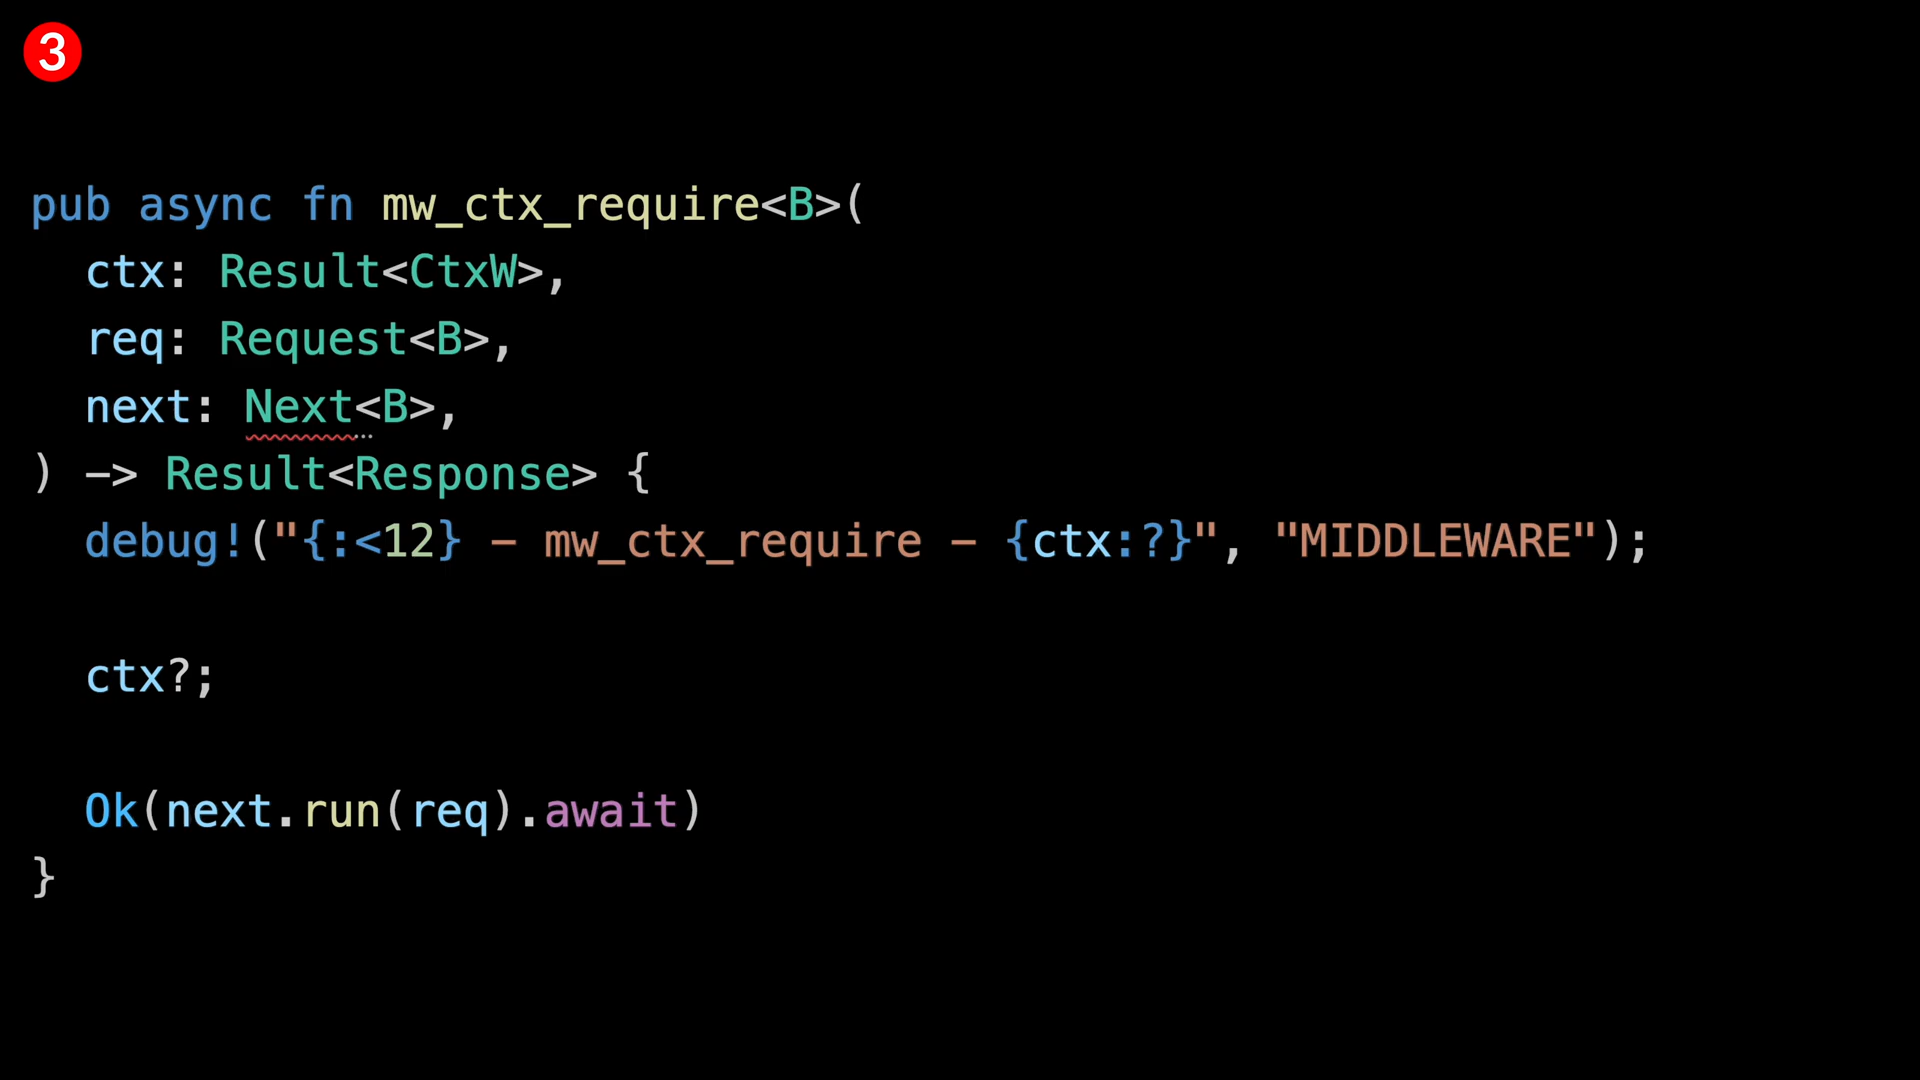 3
pub async fn mw_ctx_require<B>(
  ctx: Result<CtxW>,
  req: Request<B>,
  next: Next<B>,
) -> Result<Response> {
  debug!("{:<12} - mw_ctx_require - {ctx:?}", "MIDDLEWARE");
  ctx?;
  Ok(next.run(req).await)
}